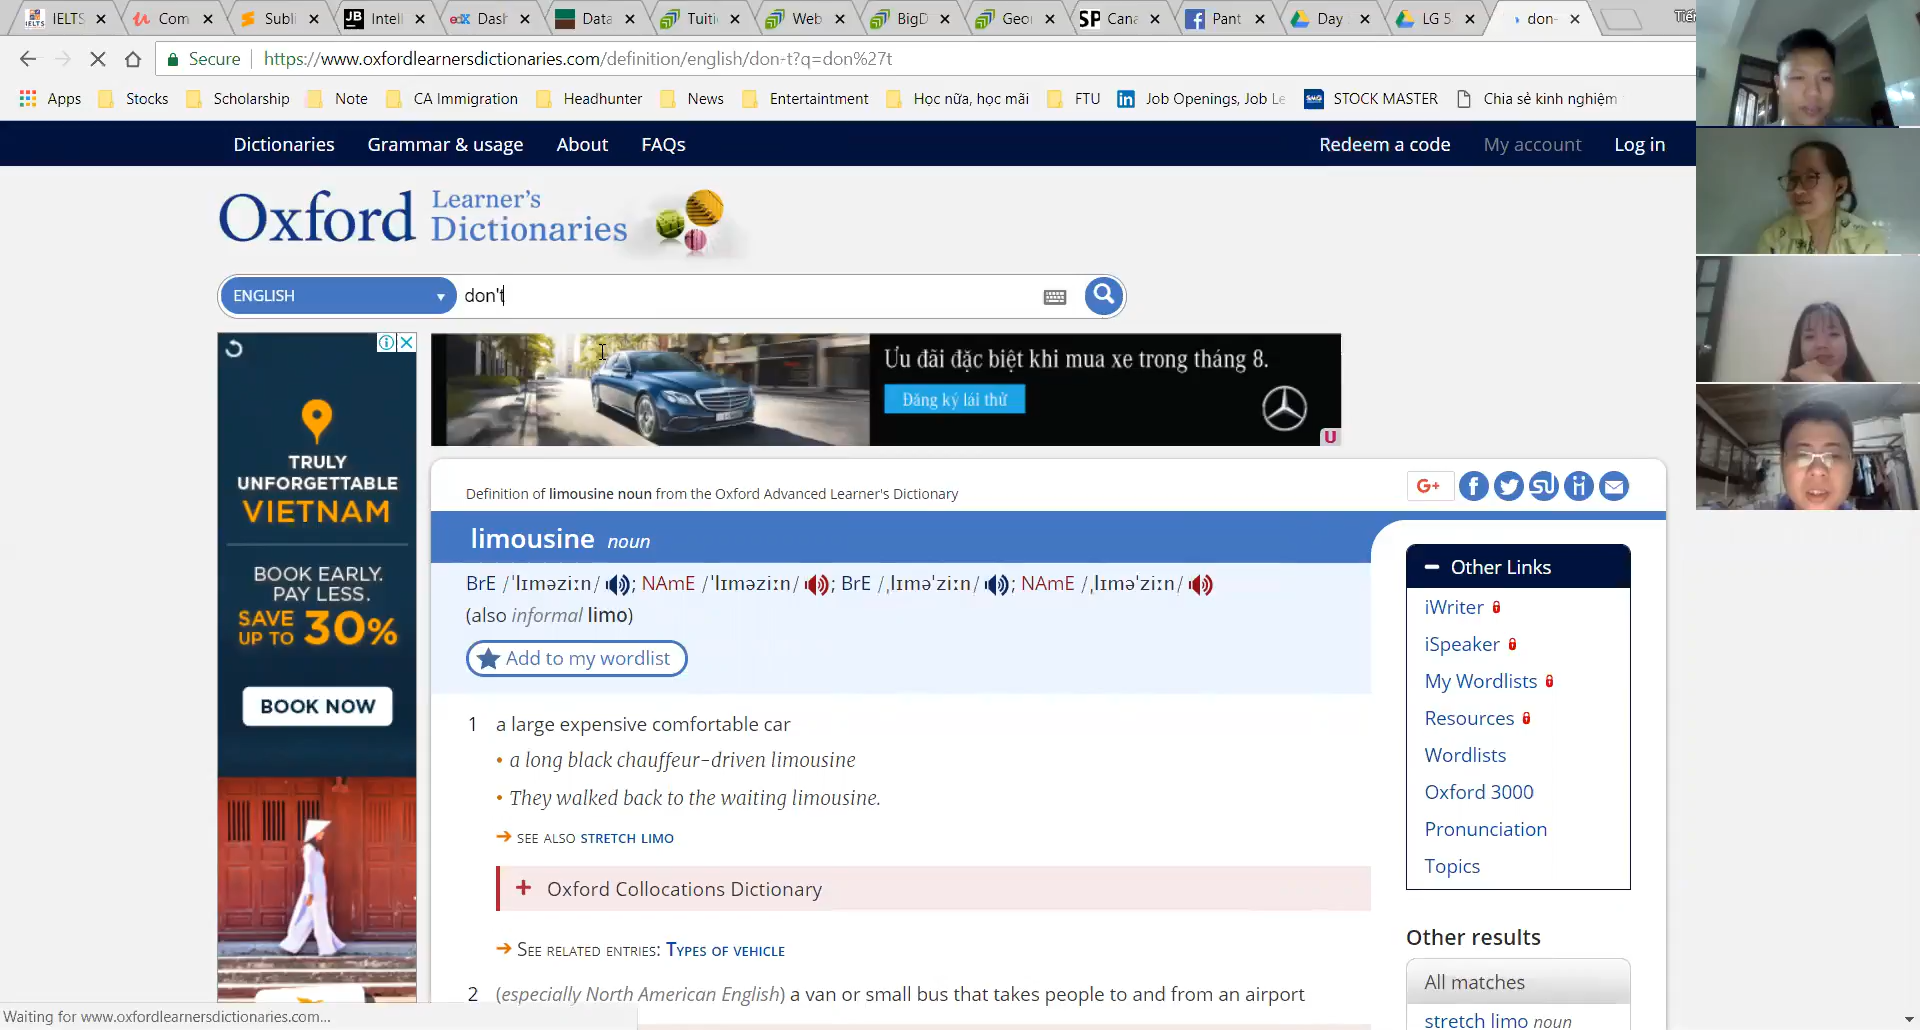 IELTS
Com
Subli
Intell
Dash
Data
Tuiti
Web
BigD
Geor
Cana
Pant
Day
LG 5
don-
Secure https://www.oxfordlearnersdictionaries.com/definition/english/don-t?q=don%27t
Apps Stocks Scholarship Note CA Immigration Headhunter News Entertaintment Học nữa, học mãi FTU Job Openings, Job Le STOCK MASTER Chia sẻ kinh nghiệm
Dictionaries Grammar & usage About FAQs Redeem a code My account Log in
Oxford Learner's Dictionaries
ENGLISH don't
TRULY
UNFORGETTABLE
VIETNAM
BOOK EARLY.
PAY LESS.
SAVE UP TO 30%
BOOK NOW
Ưu đãi đặc biệt khi mua xe trong tháng 8.
Đăng ký lái thử
Definition of limousine noun from the Oxford Advanced Learner's Dictionary
limousine noun
BrE /ˈlɪməziːn/ ; NAmE /ˈlɪməziːn/ ; BrE /ˌlɪməˈziːn/ ; NAmE /ˌlɪməˈziːn/
(also informal limo)
Add to my wordlist
1 a large expensive comfortable car
• a long black chauffeur-driven limousine
• They walked back to the waiting limousine.
SEE ALSO STRETCH LIMO
+ Oxford Collocations Dictionary
SEE RELATED ENTRIES: TYPES OF VEHICLE
2 (especially North American English) a van or small bus that takes people to and from an airport
G+
Other Links
iWriter
iSpeaker
My Wordlists
Resources
Wordlists
Oxford 3000
Pronunciation
Topics
Other results
All matches
stretch limo noun
Waiting for www.oxfordlearnersdictionaries.com...